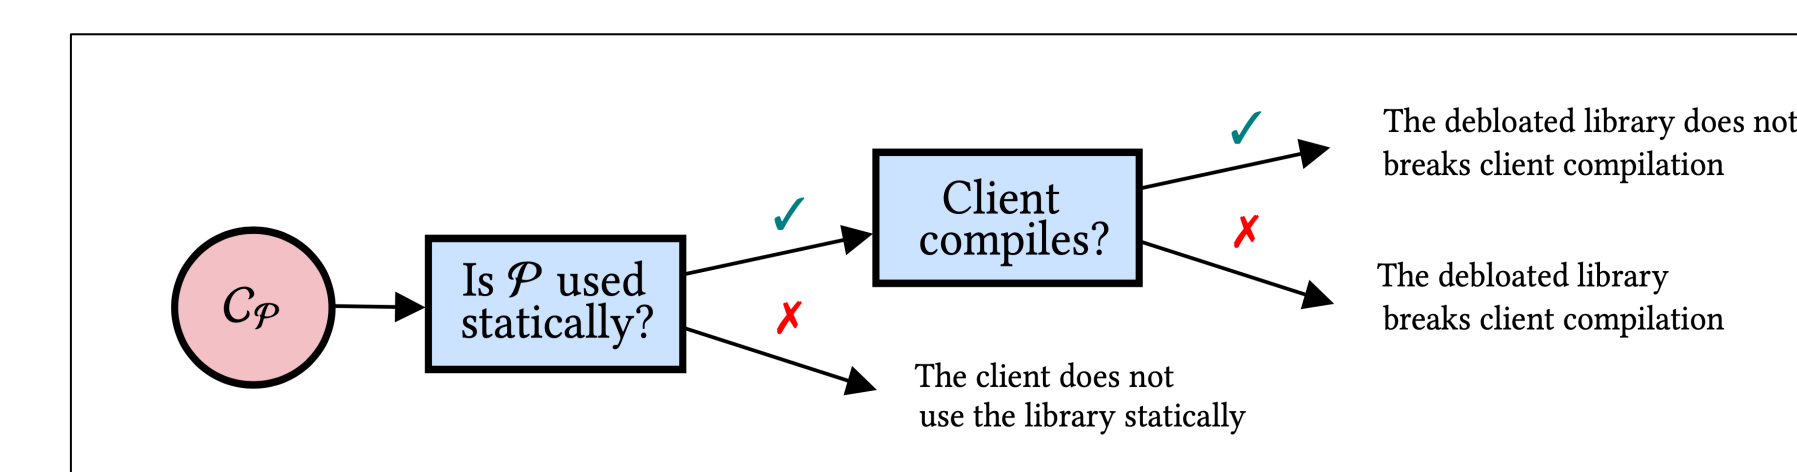 C𝒫
Is 𝒫 used
statically?
✓
✗
Client
compiles?
The client does not
use the library statically
✓
✗
The debloated library does not
breaks client compilation
The debloated library
breaks client compilation